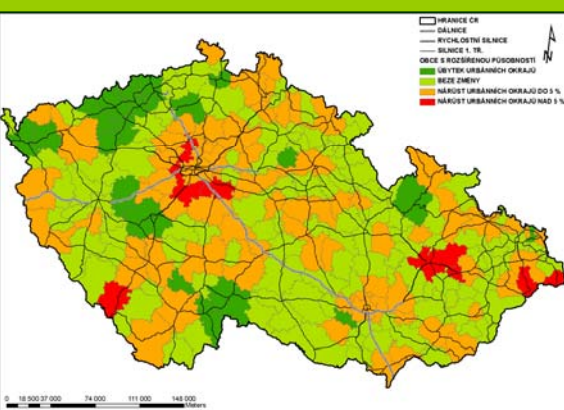 HRANICE ČR
DÁLNICE
RYCHLOSTNÍ SILNICE
SILNICE 1. TŘ.
OBCE S ROZŠÍŘENOU PŮSOBNOSTÍ
ÚBYTEK URBÁNNÍCH OKRAJŮ
BEZE ZMĚNY
NÁRŮST URBÁNNÍCH OKRAJŮ DO 5 %
NÁRŮST URBÁNNÍCH OKRAJŮ NAD 5 %
N
0 18 500 37 000 74 000 111 000 148 000
Meters